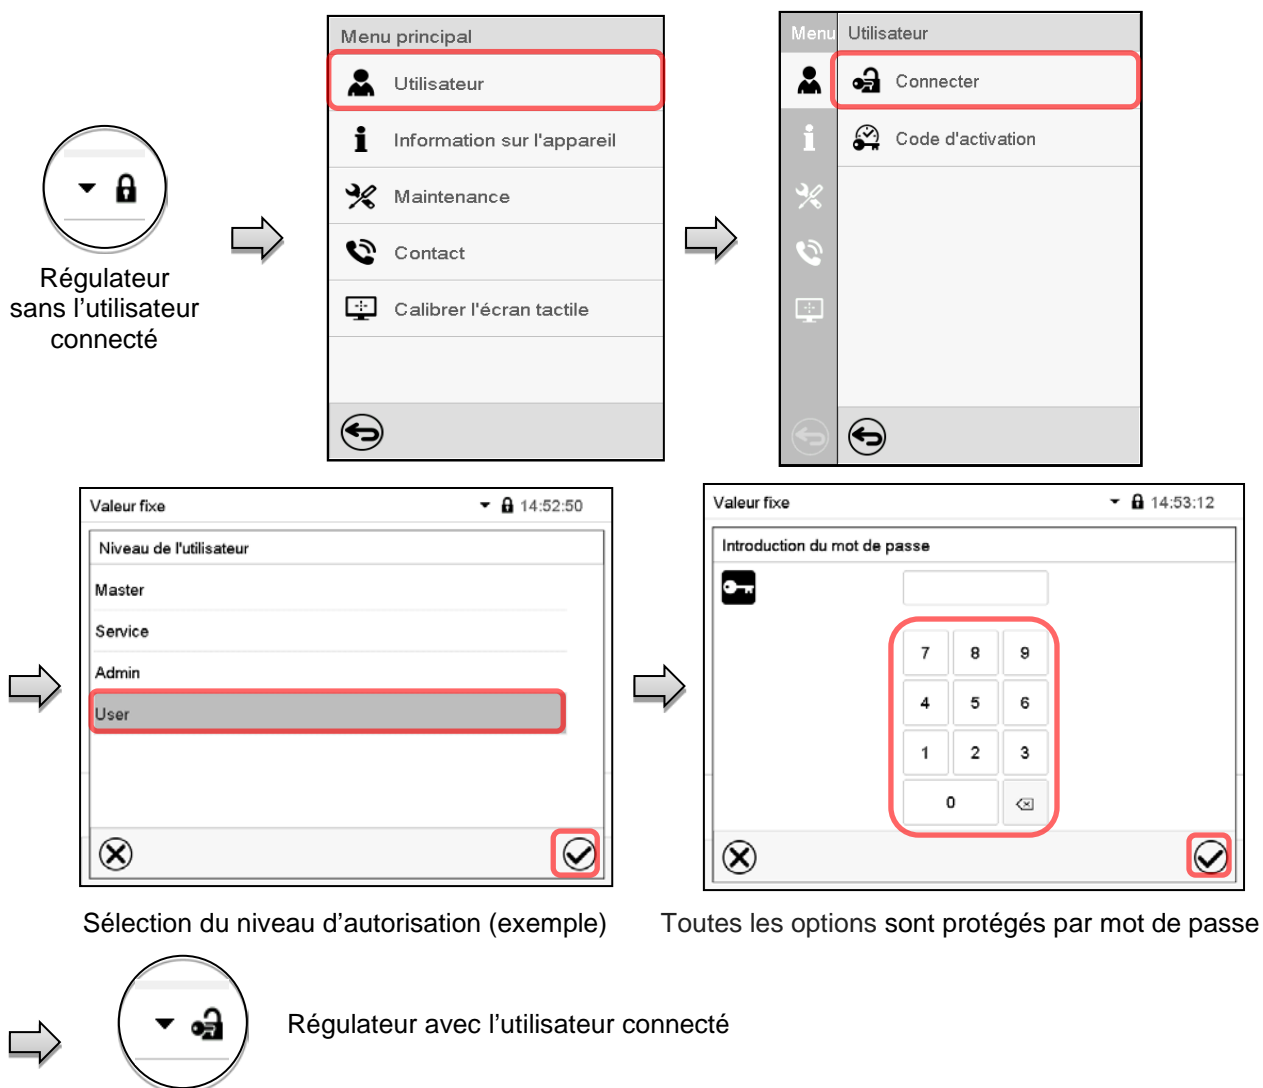 Menu principal
Utilisateur
Information sur l'appareil
Maintenance
Contact
Calibrer l'écran tactile
Menu
Utilisateur
Connecter
Code d'activation
Régulateur
sans l’utilisateur
connecté
Valeur fixe
14:52:50
Niveau de l'utilisateur
Master
Service
Admin
User
Valeur fixe
14:53:12
Introduction du mot de passe
7 8 9
4 5 6
1 2 3
0
Sélection du niveau d’autorisation (exemple)
Toutes les options sont protégés par mot de passe
Régulateur avec l’utilisateur connecté